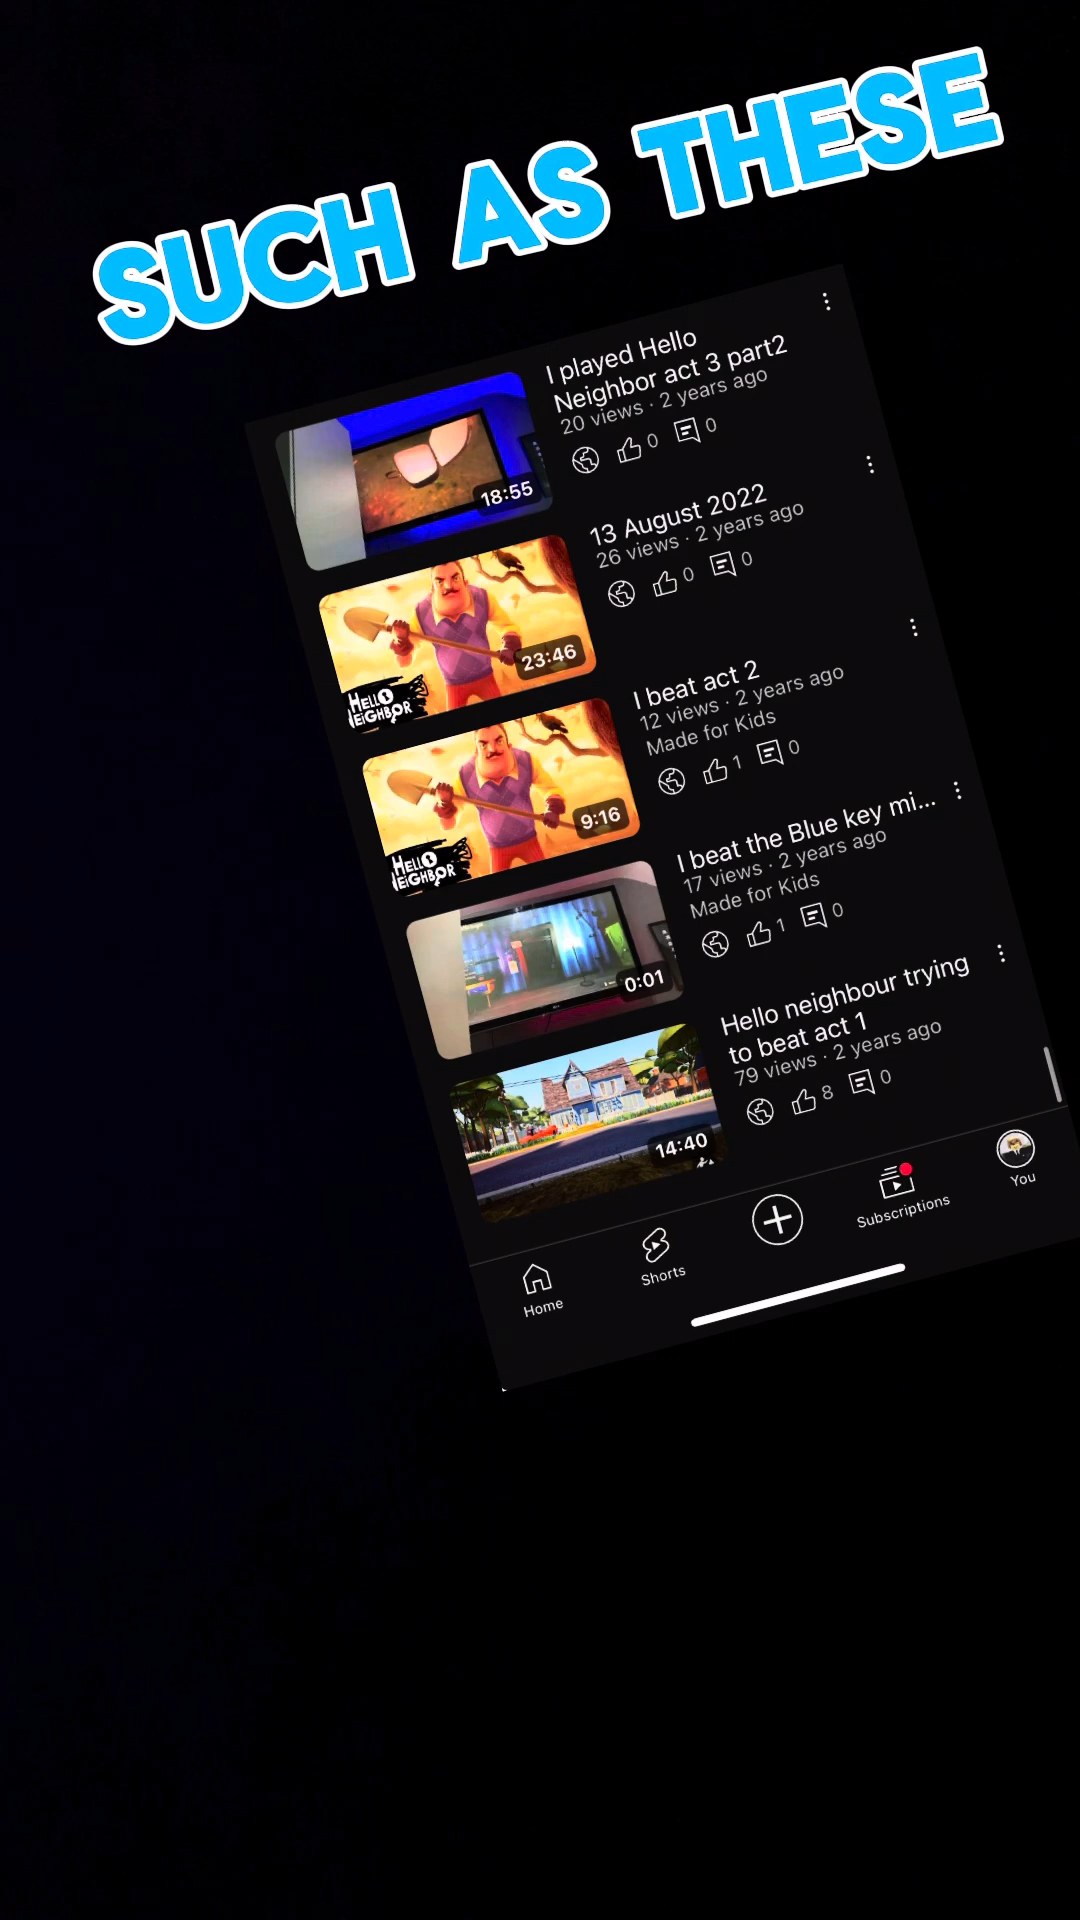 SUCH AS THESE
I played Hello
Neighbor act 3 part2
20 views · 2 years ago
0 0
18:55
13 August 2022
26 views · 2 years ago
0 0
23:46
HELLO
NEIGHBOR
I beat act 2
12 views · 2 years ago
Made for Kids
1 0
9:16
HELLO
NEIGHBOR
I beat the Blue key mi...
17 views · 2 years ago
Made for Kids
1 0
0:01
Hello neighbour trying
to beat act 1
79 views · 2 years ago
8 0
14:40
Home
Shorts
Subscriptions
You